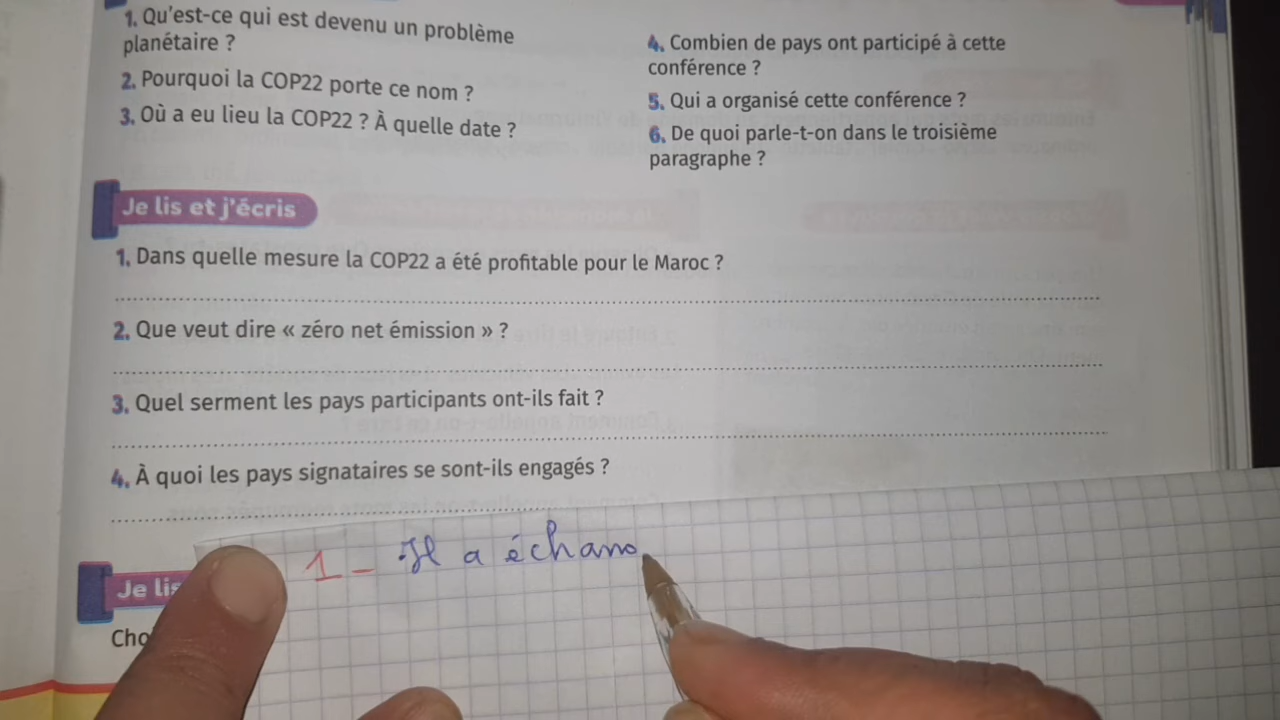 1. Qu'est-ce qui est devenu un problème
planétaire ?
2. Pourquoi la COP22 porte ce nom ?
3. Où a eu lieu la COP22 ? À quelle date ?
4. Combien de pays ont participé à cette
conférence ?
5. Qui a organisé cette conférence ?
6. De quoi parle-t-on dans le troisième
paragraphe ?
Je lis et j'écris
1. Dans quelle mesure la COP22 a été profitable pour le Maroc ?
2. Que veut dire « zéro net émission » ?
3. Quel serment les pays participants ont-ils fait ?
4. À quoi les pays signataires se sont-ils engagés ?
1- Il a échan
Je lis
Cho